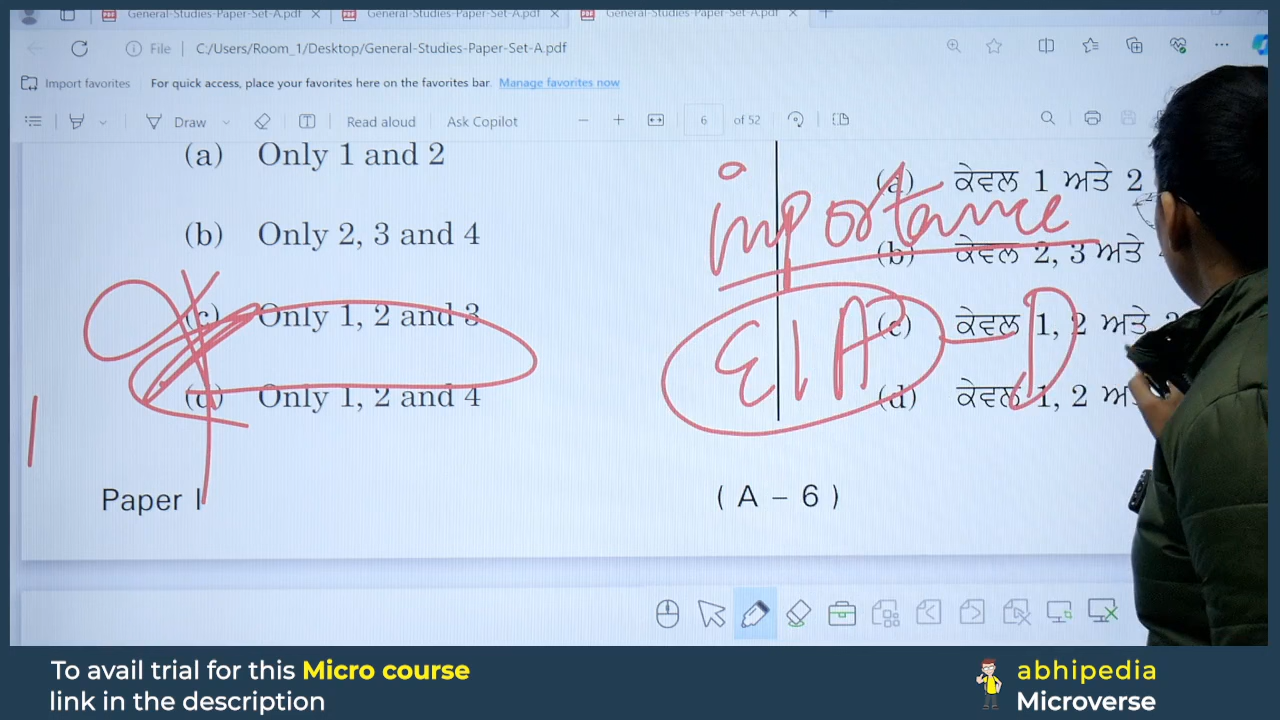 General-Studies-Paper-Set-A.pdf
General-Studies-Paper-Set-A.pdf
General-Studies-Paper-Set-A.pdf
File
C:/Users/Room_1/Desktop/General-Studies-Paper-Set-A.pdf
Import favorites
For quick access, place your favorites here on the favorites bar. Manage favorites now
Draw
Read aloud
Ask Copilot
6 of 52
(a) Only 1 and 2
(b) Only 2, 3 and 4
(c) Only 1, 2 and 3
(d) Only 1, 2 and 4
Paper I
(a) ਕੇਵਲ 1 ਅਤੇ 2
(b) ਕੇਵਲ 2, 3 ਅਤੇ
(c) ਕੇਵਲ 1, 2 ਅਤੇ
(d) ਕੇਵਲ 1, 2
( A – 6 )
importance
EIA
D
To avail trial for this Micro course
link in the description
abhipedia
Microverse